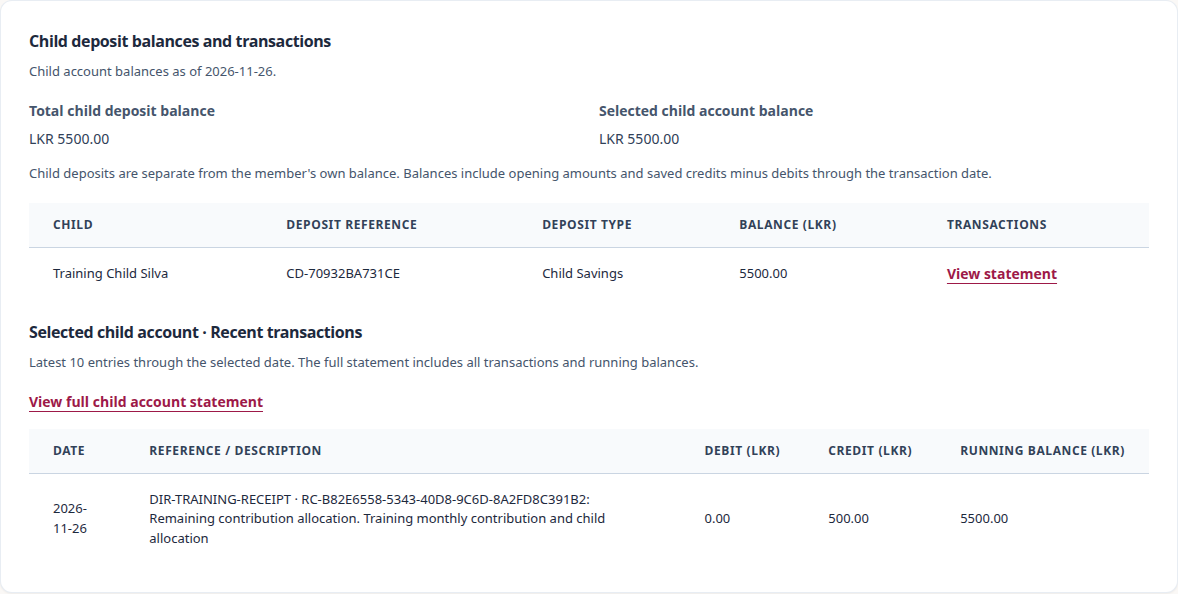 Child deposit balances and transactions
Child account balances as of 2026-11-26.
Total child deposit balance
Selected child account balance
LKR 5500.00
LKR 5500.00
Child deposits are separate from the member's own balance. Balances include opening amounts and saved credits minus debits through the transaction date.
CHILD DEPOSIT REFERENCE DEPOSIT TYPE BALANCE (LKR) TRANSACTIONS
Training Child Silva CD-70932BA731CE Child Savings 5500.00 View statement
Selected child account · Recent transactions
Latest 10 entries through the selected date. The full statement includes all transactions and running balances.
View full child account statement
DATE REFERENCE / DESCRIPTION DEBIT (LKR) CREDIT (LKR) RUNNING BALANCE (LKR)
2026-
11-26
DIR-TRAINING-RECEIPT · RC-B82E6558-5343-40D8-9C6D-8A2FD8C391B2:
Remaining contribution allocation. Training monthly contribution and child
allocation
0.00 500.00 5500.00